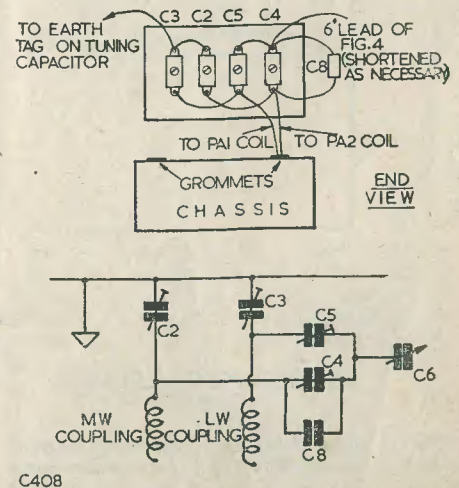 C3 C2 C5 C4
TO EARTH
TAG ON TUNING
CAPACITOR
6" LEAD OF
FIG.4
(SHORTENED
AS NECESSARY)
C8
TO PA1 COIL
TO PA2 COIL
GROMMETS
CHASSIS
END
VIEW
C2
C3
C5
C4
C6
C8
MW
COUPLING
LW
COUPLING
C408